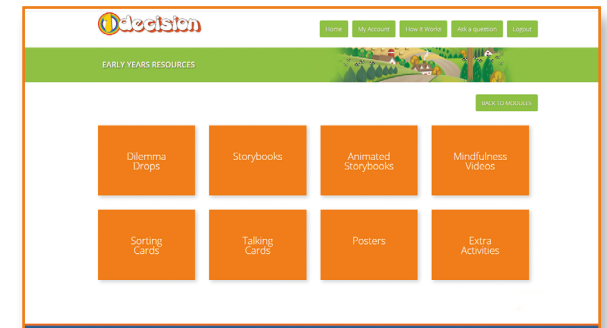 1decision
Home My Account How It Works Ask a question Logout
EARLY YEARS RESOURCES
BACK TO MODULES
Dilemma
Drops
Storybooks
Animated
Storybooks
Mindfulness
Videos
Sorting
Cards
Talking
Cards
Posters
Extra
Activities